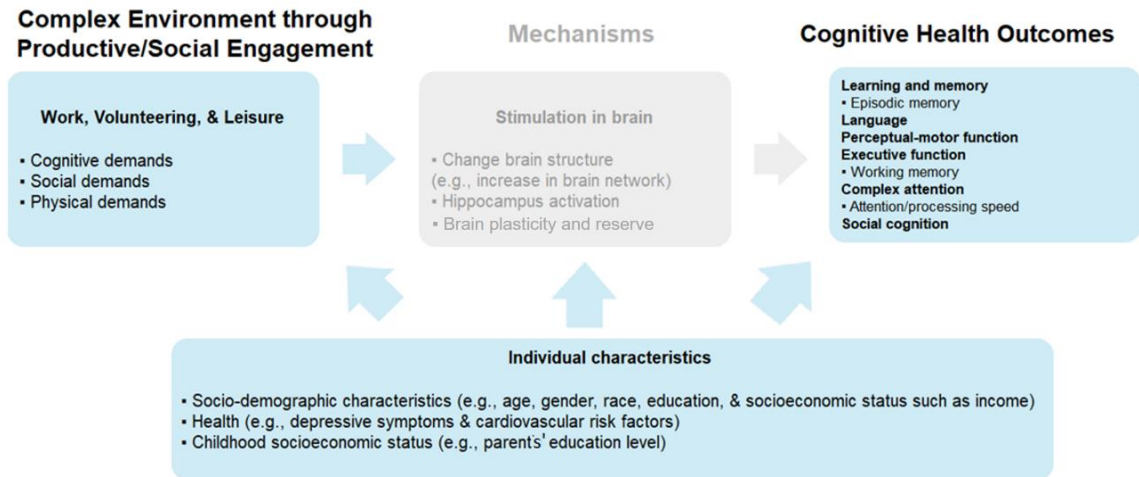 Complex Environment through
Productive/Social Engagement
Mechanisms
Cognitive Health Outcomes
Work, Volunteering, & Leisure
▪ Cognitive demands
▪ Social demands
▪ Physical demands
Stimulation in brain
▪ Change brain structure
(e.g., increase in brain network)
▪ Hippocampus activation
▪ Brain plasticity and reserve
Learning and memory
▪ Episodic memory
Language
Perceptual-motor function
Executive function
▪ Working memory
Complex attention
▪ Attention/processing speed
Social cognition
Individual characteristics
▪ Socio-demographic characteristics (e.g., age, gender, race, education, & socioeconomic status such as income)
▪ Health (e.g., depressive symptoms & cardiovascular risk factors)
▪ Childhood socioeconomic status (e.g., parents' education level)